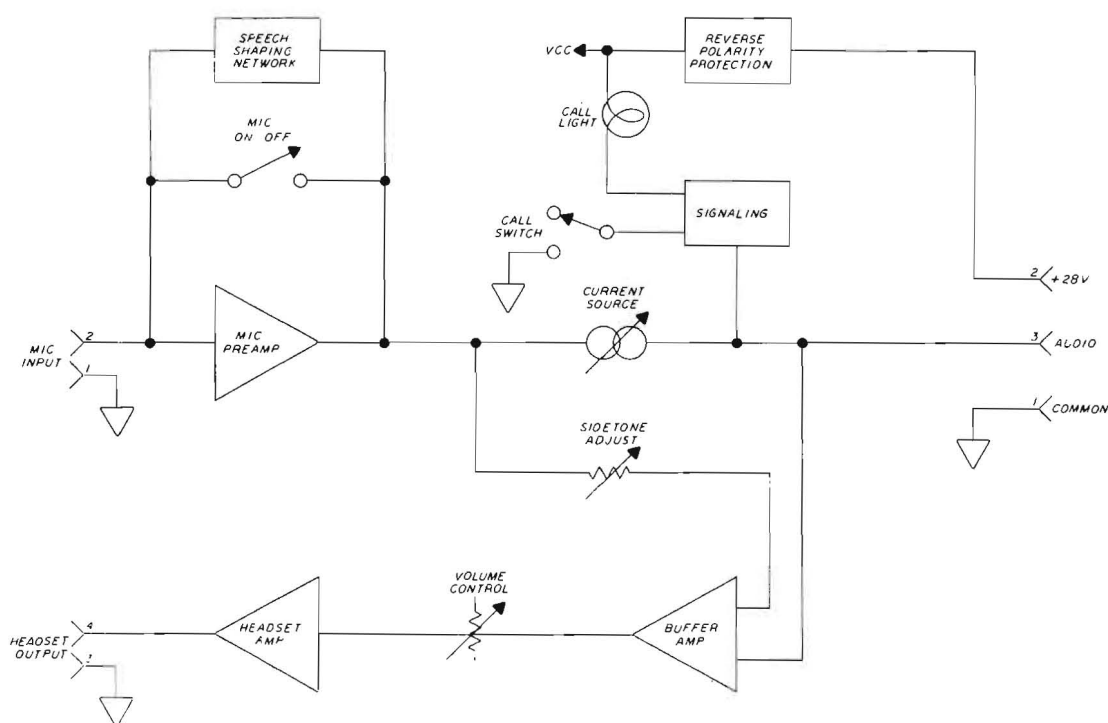 SPEECH
SHAPING
NETWORK
MIC
ON OFF
VCC
REVERSE
POLARITY
PROTECTION
CALL
LIGHT
CALL
SWITCH
SIGNALING
2
+28V
CURRENT
SOURCE
MIC
INPUT
2
1
MIC
PREAMP
3
AUDIO
1
COMMON
SIDETONE
ADJUST
VOLUME
CONTROL
HEADSET
OUTPUT
4
HEADSET
AMP
BUFFER
AMP